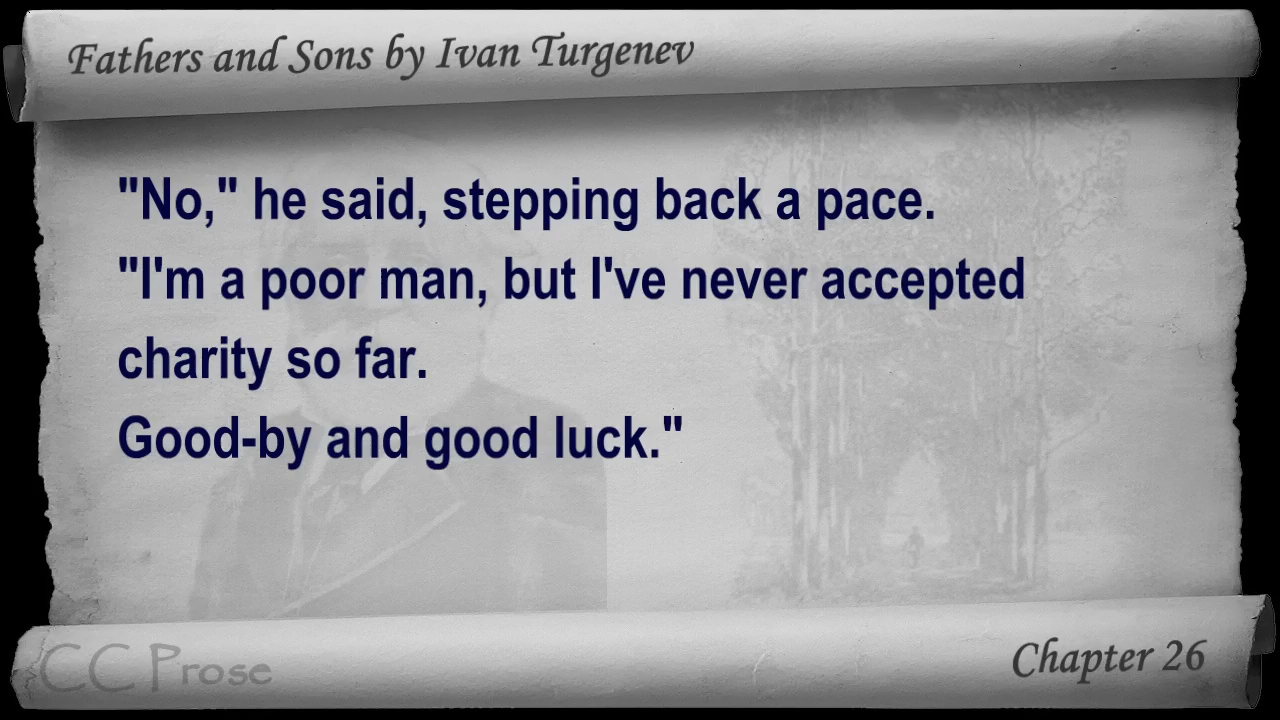 Fathers and Sons by Ivan Turgenev
"No," he said, stepping back a pace.
"I'm a poor man, but I've never accepted
charity so far.
Good-by and good luck."
CC Prose
Chapter 26